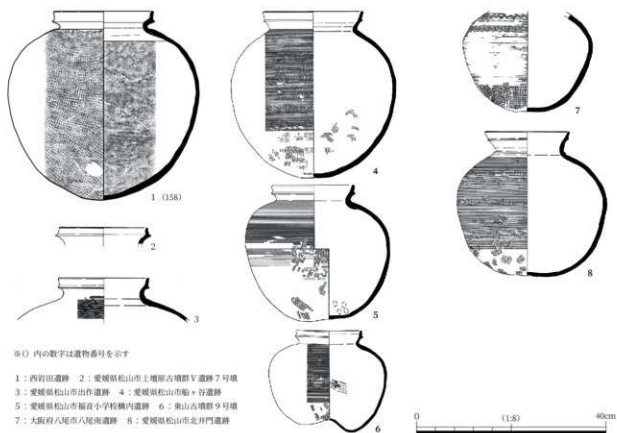 1 (158)
2
3
4
5
6
7
8
※() 内の数字は遺物番号を示す
1：西岩田遺跡 2：愛媛県松山市土壇原古墳群Ⅴ遺跡7号墳
3：愛媛県松山市出作遺跡 4：愛媛県松山市船ヶ谷遺跡
5：愛媛県松山市福音小学校構内遺跡 6：東山古墳群9号墳
7：大阪府八尾市八尾南遺跡 8：愛媛県松山市北井門遺跡
0 (1:8) 40cm